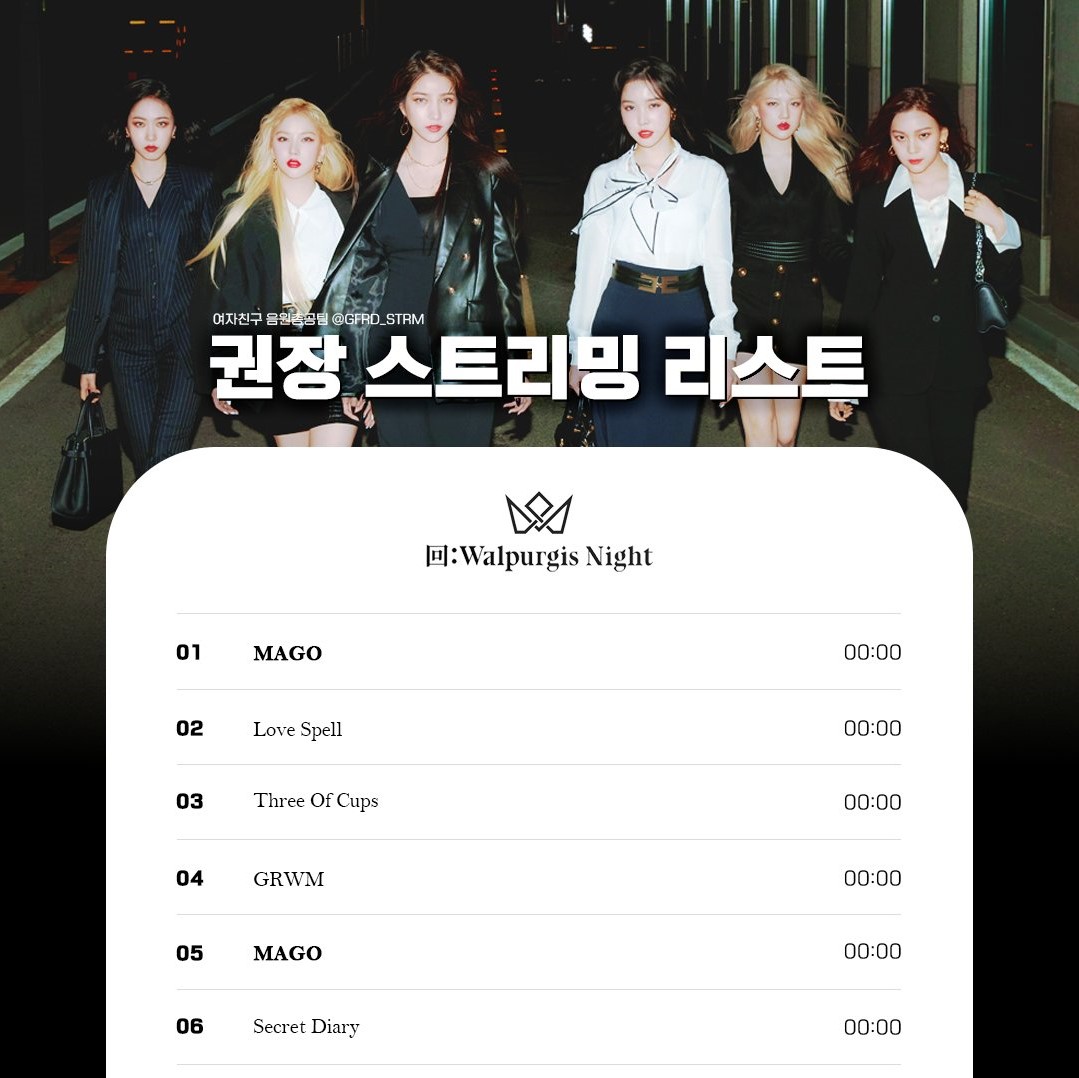 여자친구 음원총공팀 @GFRD_STRM
권장 스트리밍 리스트
回:Walpurgis Night
01 MAGO 00:00
02 Love Spell 00:00
03 Three Of Cups 00:00
04 GRWM 00:00
05 MAGO 00:00
06 Secret Diary 00:00